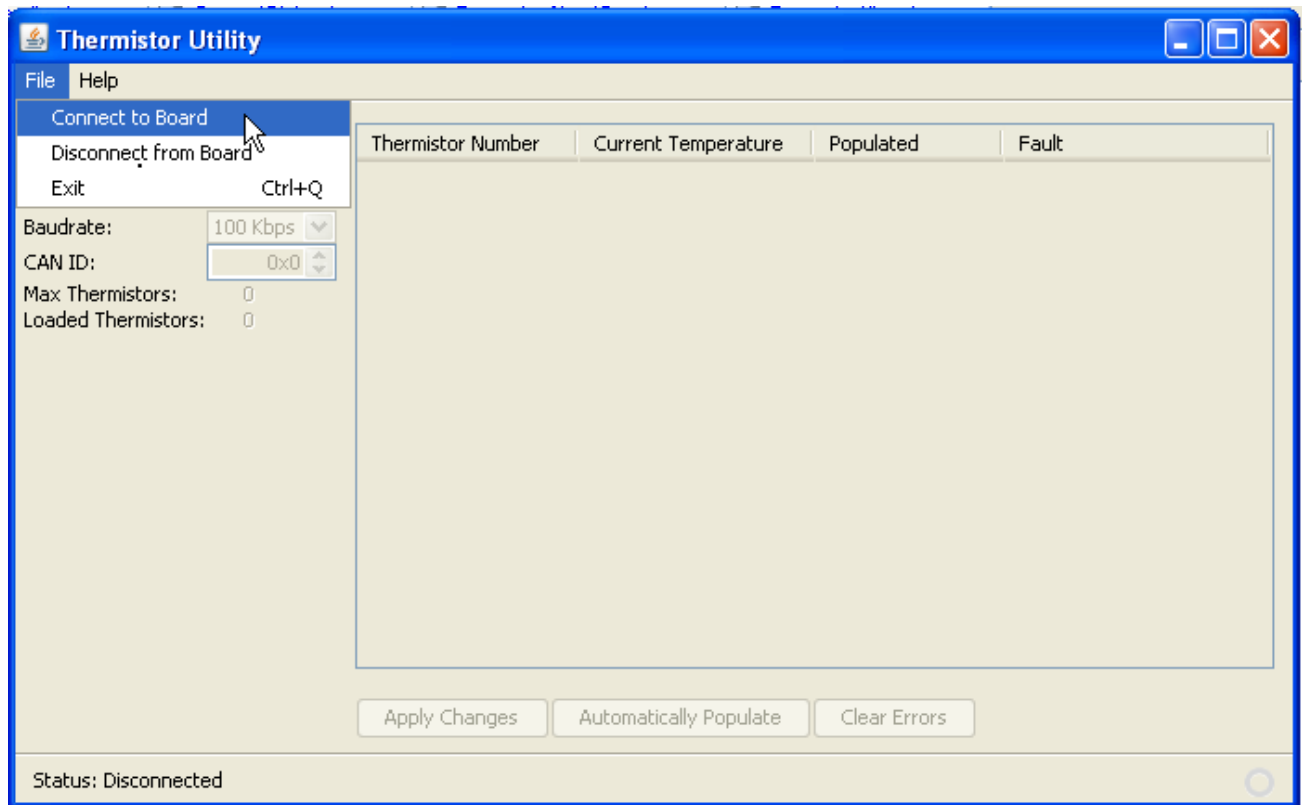 Thermistor Utility
File Help
Connect to Board
Disconnect from Board
Exit Ctrl+Q
Thermistor Number Current Temperature Populated Fault
Baudrate: 100 Kbps
CAN ID: 0x0
Max Thermistors: 0
Loaded Thermistors: 0
Apply Changes Automatically Populate Clear Errors
Status: Disconnected